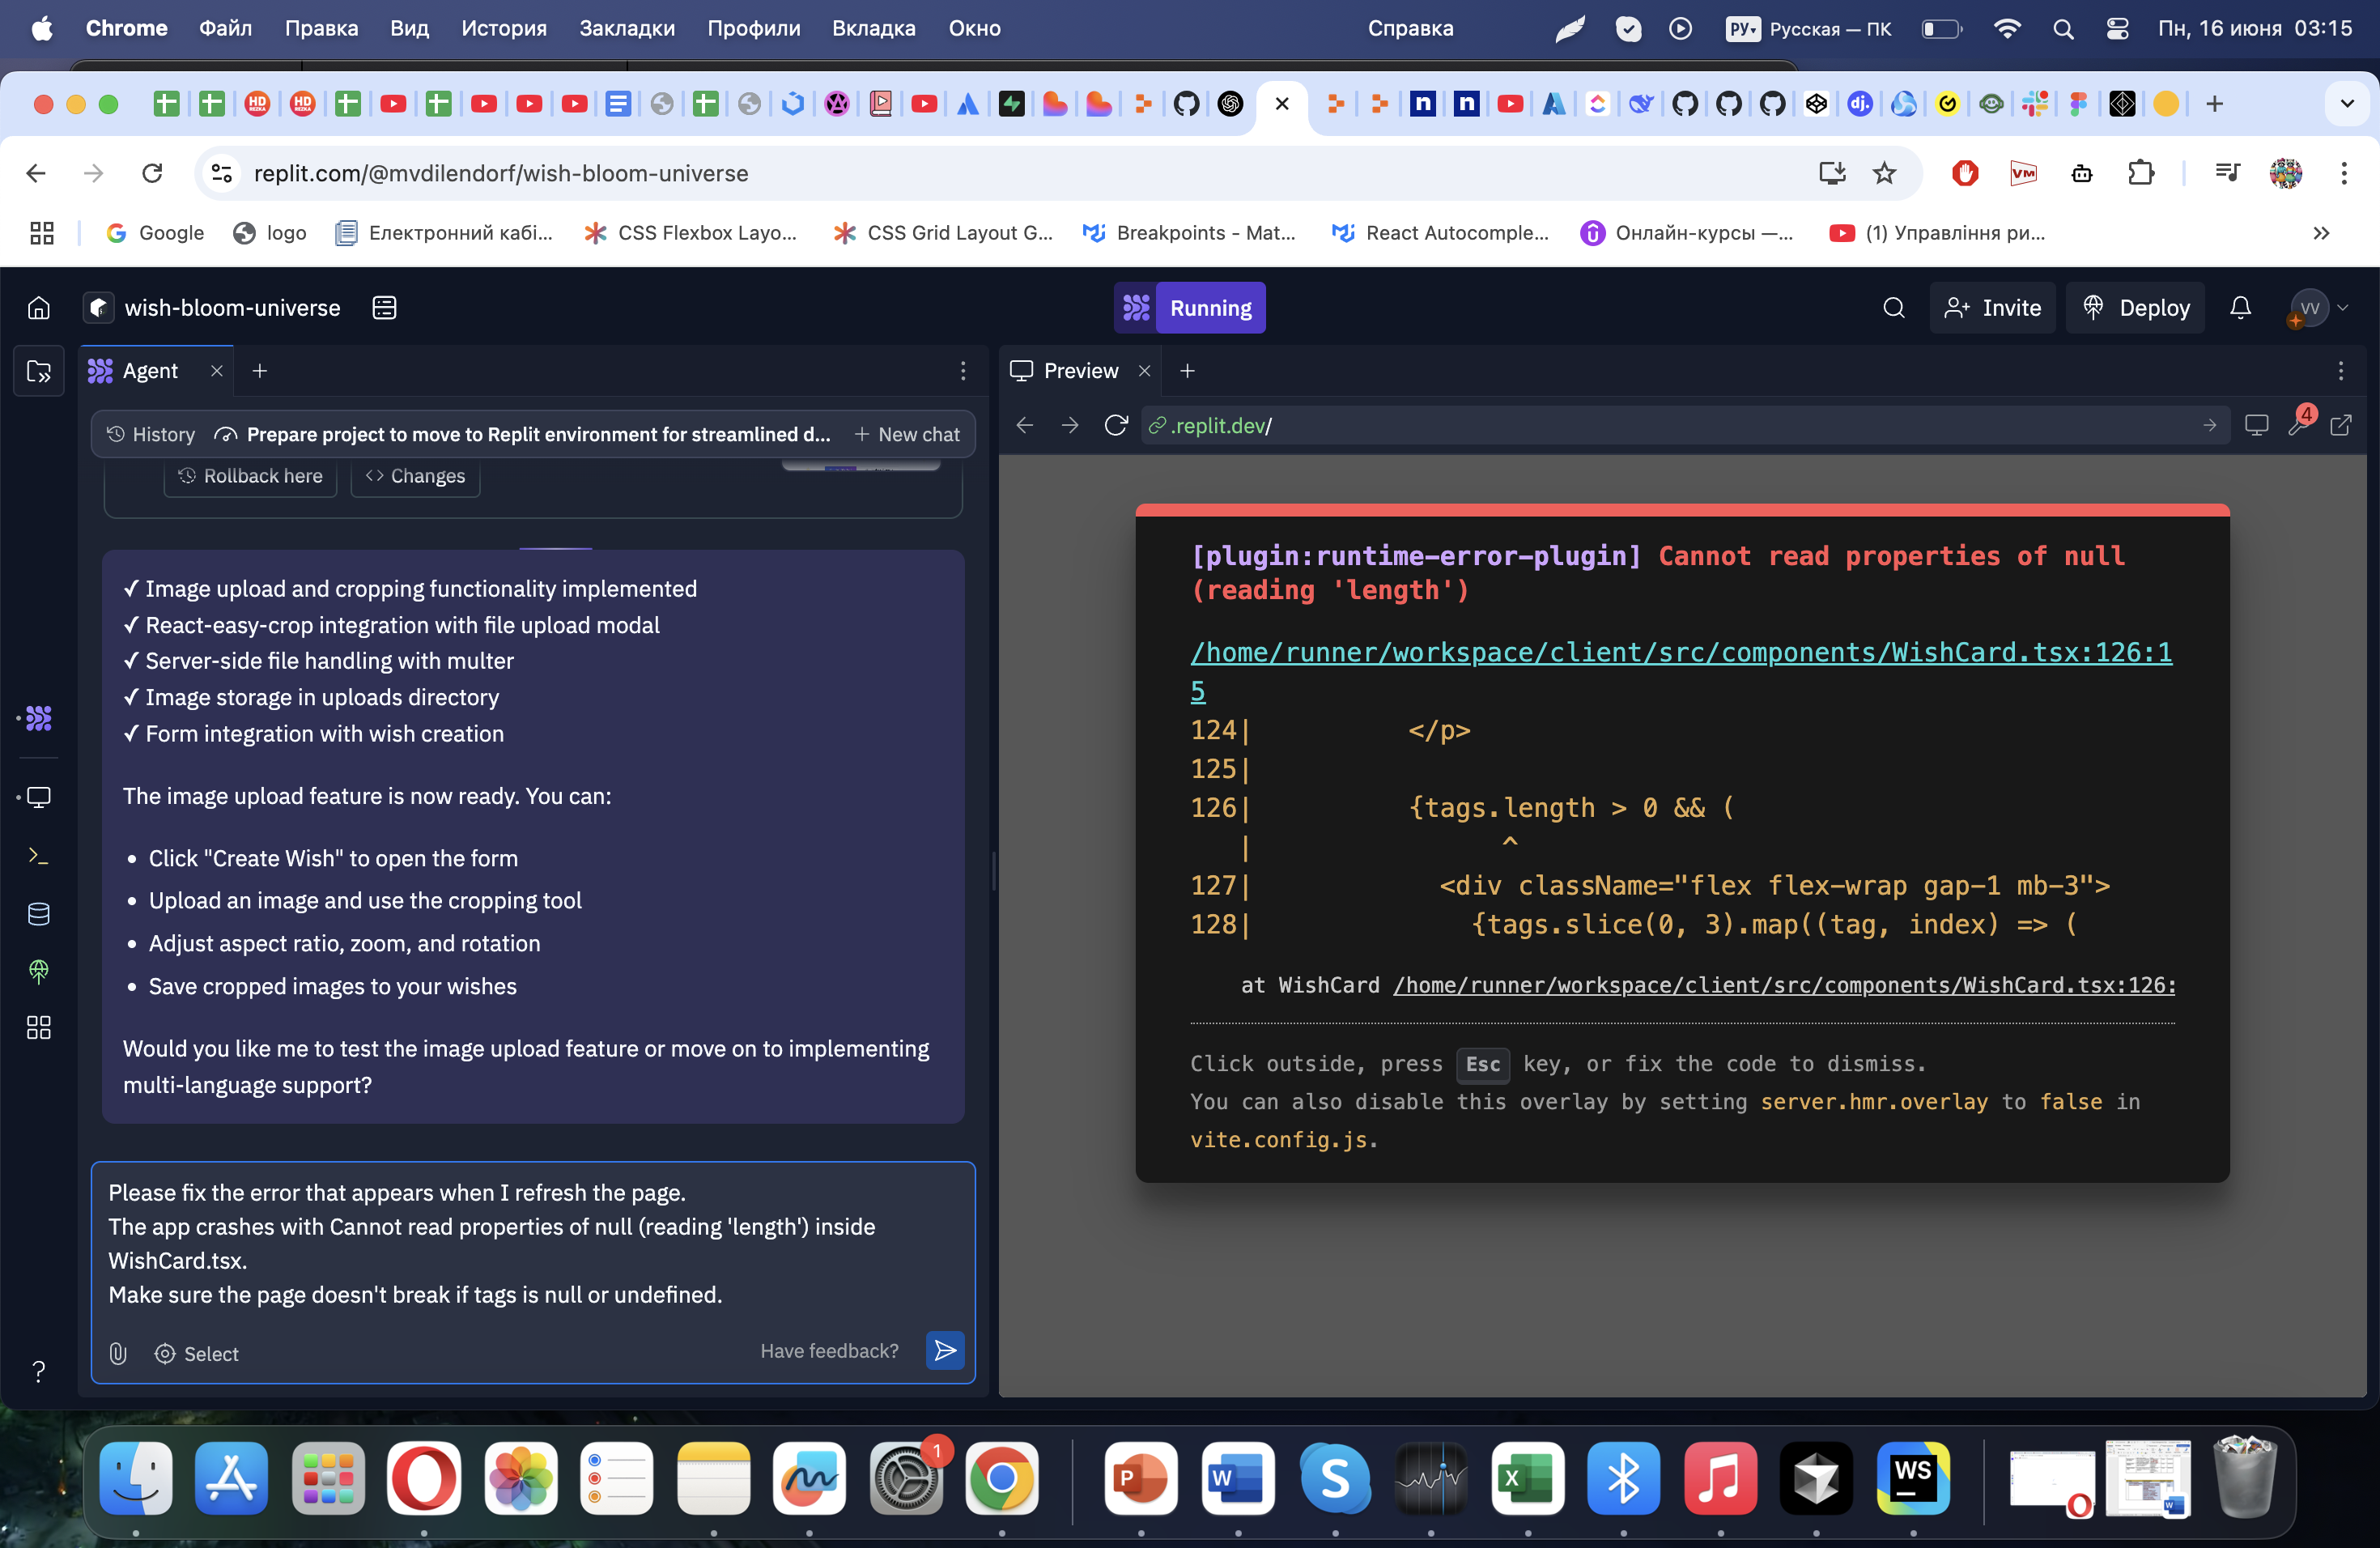 Chrome Файл Правка Вид История Закладки Профили Вкладка Окно Справка РУ Русская — ПК Пн, 16 июня 03:15
replit.com/@mvdilendorf/wish-bloom-universe
Google logo Електронний кабі... CSS Flexbox Layo... CSS Grid Layout G... Breakpoints - Mat... React Autocomple... Онлайн-курсы —... (1) Управління ри...
wish-bloom-universe Running Invite Deploy VV
Agent Preview
History Prepare project to move to Replit environment for streamlined d... New chat
.replit.dev/ 4
Rollback here <> Changes
✓ Image upload and cropping functionality implemented
✓ React-easy-crop integration with file upload modal
✓ Server-side file handling with multer
✓ Image storage in uploads directory
✓ Form integration with wish creation
The image upload feature is now ready. You can:
• Click "Create Wish" to open the form
• Upload an image and use the cropping tool
• Adjust aspect ratio, zoom, and rotation
• Save cropped images to your wishes
Would you like me to test the image upload feature or move on to implementing
multi-language support?
Please fix the error that appears when I refresh the page.
The app crashes with Cannot read properties of null (reading 'length') inside
WishCard.tsx.
Make sure the page doesn't break if tags is null or undefined.
Select Have feedback?
[plugin:runtime-error-plugin] Cannot read properties of null
(reading 'length')
/home/runner/workspace/client/src/components/WishCard.tsx:126:1
5
124| </p>
125|
126| {tags.length > 0 && (
| ^
127| <div className="flex flex-wrap gap-1 mb-3">
128| {tags.slice(0, 3).map((tag, index) => (
at WishCard /home/runner/workspace/client/src/components/WishCard.tsx:126:
Click outside, press Esc key, or fix the code to dismiss.
You can also disable this overlay by setting server.hmr.overlay to false in
vite.config.js.
1
WS